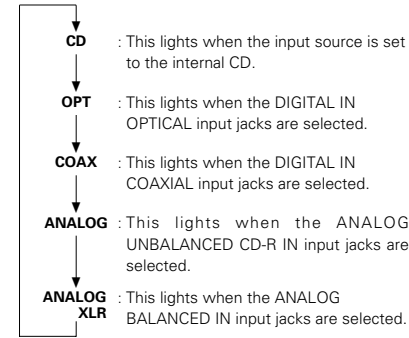 CD : This lights when the input source is set
to the internal CD.
OPT : This lights when the DIGITAL IN
OPTICAL input jacks are selected.
COAX : This lights when the DIGITAL IN
COAXIAL input jacks are selected.
ANALOG : This lights when the ANALOG
UNBALANCED CD-R IN input jacks are
selected.
ANALOG : This lights when the ANALOG
XLR BALANCED IN input jacks are selected.